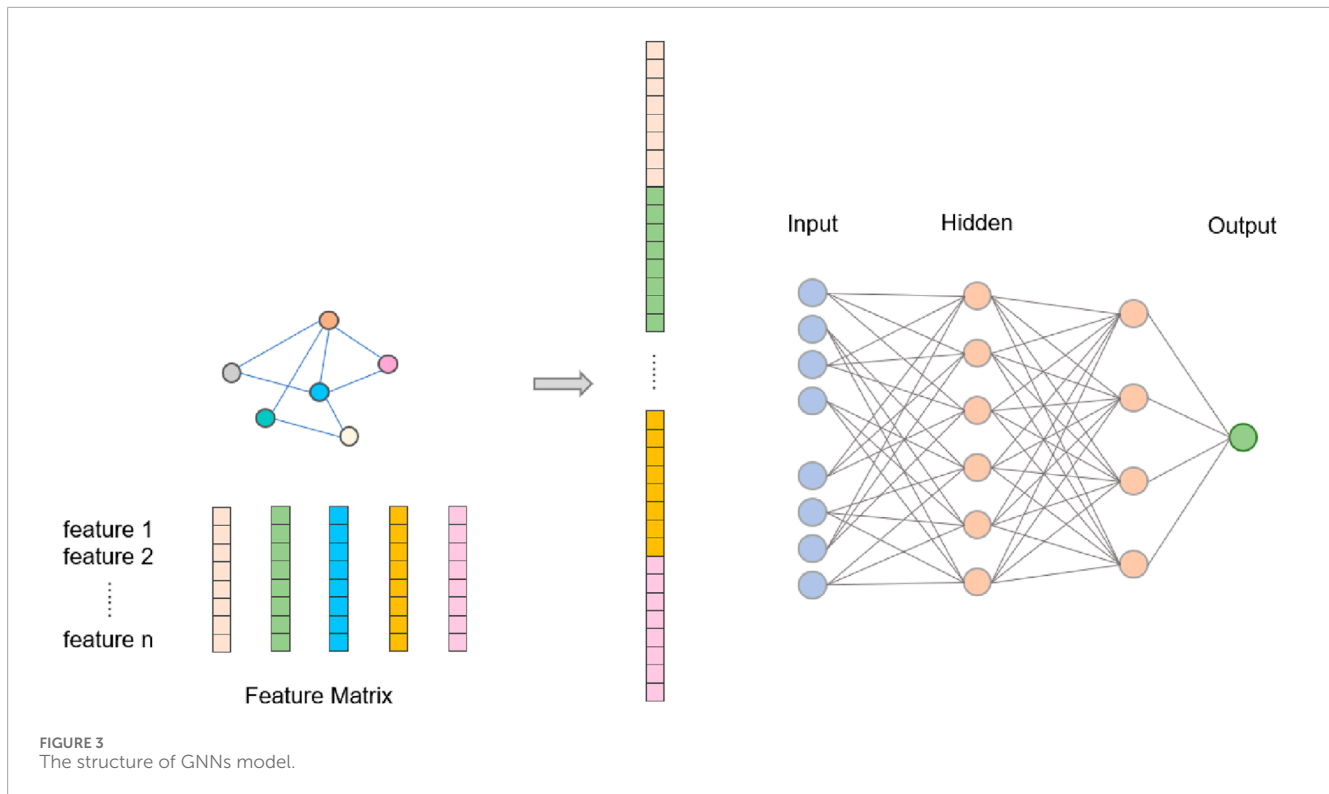 Input
Hidden
Output
feature 1
feature 2
......
feature n
......
Feature Matrix
FIGURE 3
The structure of GNNs model.